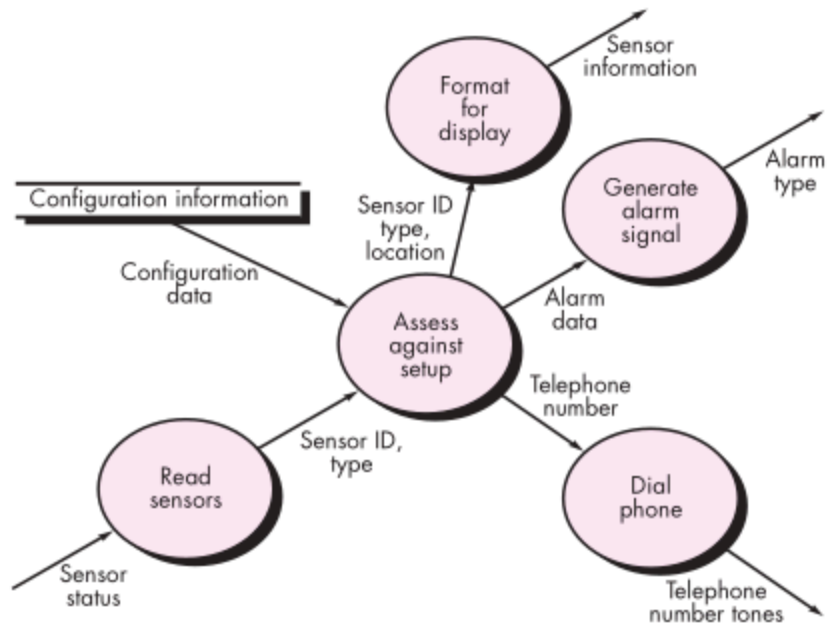 Format
for
display
Sensor
information
Generate
alarm
signal
Alarm
type
Configuration information
Sensor ID
type,
location
Configuration
data
Alarm
data
Assess
against
setup
Telephone
number
Sensor ID,
type
Read
sensors
Dial
phone
Sensor
status
Telephone
number tones